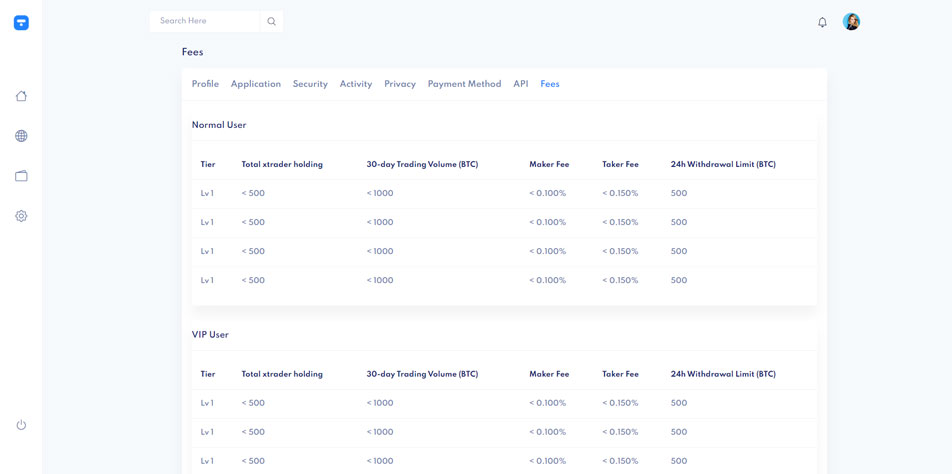 Search Here
Fees
Profile Application Security Activity Privacy Payment Method API Fees
Normal User
Tier Total xtrader holding 30-day Trading Volume (BTC) Maker Fee Taker Fee 24h Withdrawal Limit (BTC)
Lv 1 < 500 < 1000 < 0.100% < 0.150% 500
Lv 1 < 500 < 1000 < 0.100% < 0.150% 500
Lv 1 < 500 < 1000 < 0.100% < 0.150% 500
Lv 1 < 500 < 1000 < 0.100% < 0.150% 500
VIP User
Tier Total xtrader holding 30-day Trading Volume (BTC) Maker Fee Taker Fee 24h Withdrawal Limit (BTC)
Lv 1 < 500 < 1000 < 0.100% < 0.150% 500
Lv 1 < 500 < 1000 < 0.100% < 0.150% 500
Lv 1 < 500 < 1000 < 0.100% < 0.150% 500